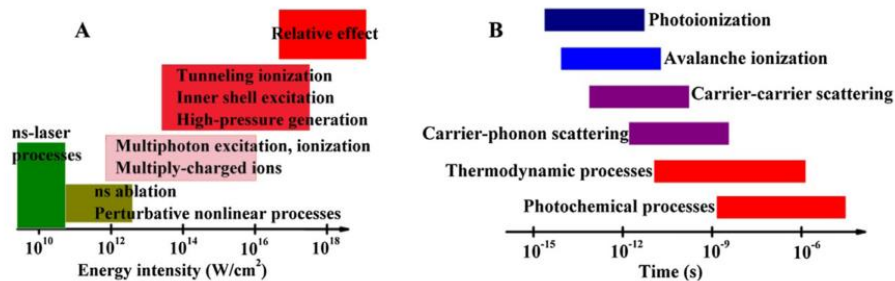 A
Relative effect
Tunneling ionization
Inner shell excitation
High-pressure generation
ns-laser
processes
Multiphoton excitation, ionization
Multiply-charged ions
ns ablation
Perturbative nonlinear processes
10^10 10^12 10^14 10^16 10^18
Energy intensity (W/cm²)
B
Photoionization
Avalanche ionization
Carrier-carrier scattering
Carrier-phonon scattering
Thermodynamic processes
Photochemical processes
10^-15 10^-12 10^-9 10^-6
Time (s)